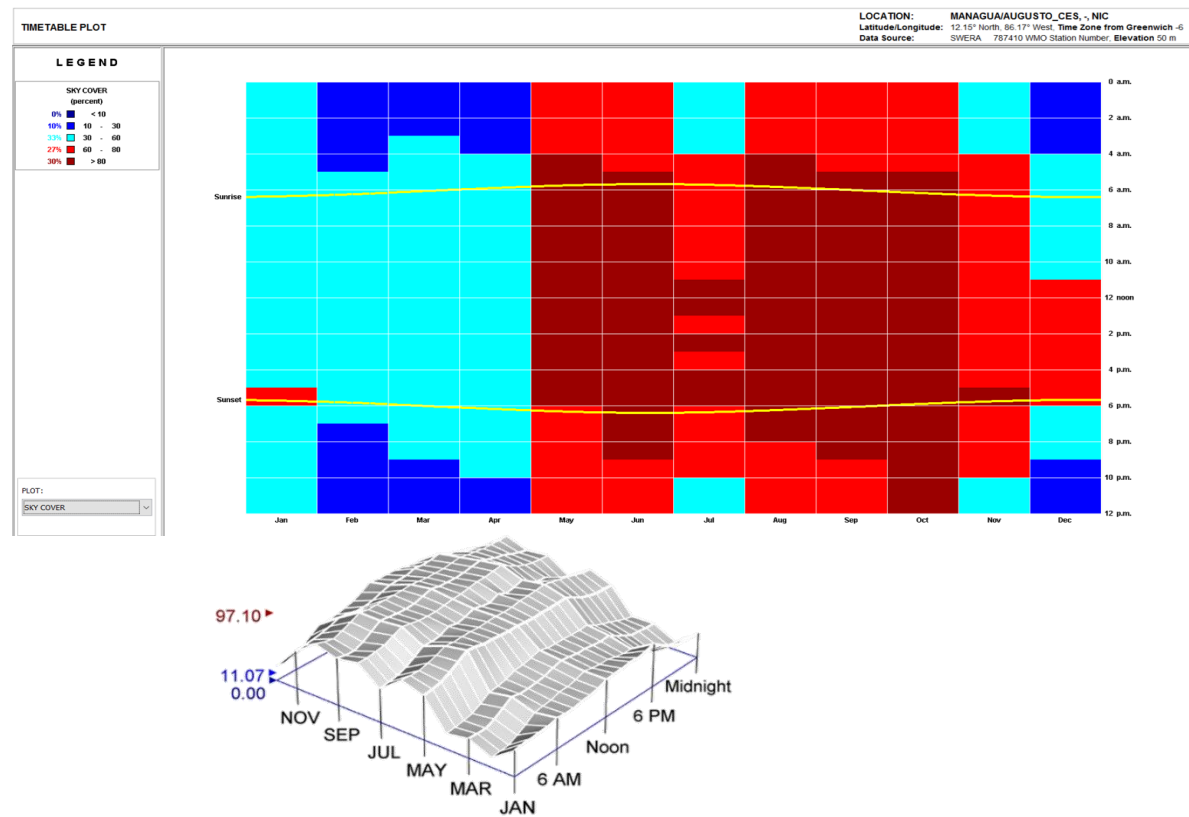 TIMETABLE PLOT
LOCATION: MANAGUA/AUGUSTO_CES, -, NIC
Latitude/Longitude: 12.15° North, 86.17° West, Time Zone from Greenwich -6
Data Source: SWERA 787410 WMO Station Number, Elevation 50 m
LEGEND
SKY COVER
(percent)
0% < 10
10% 10 - 30
33% 30 - 60
27% 60 - 80
30% > 80
PLOT:
SKY COVER
Sunrise
Sunset
0 a.m.
2 a.m.
4 a.m.
6 a.m.
8 a.m.
10 a.m.
12 noon
2 p.m.
4 p.m.
6 p.m.
8 p.m.
10 p.m.
12 p.m.
Jan Feb Mar Apr May Jun Jul Aug Sep Oct Nov Dec
97.10
11.07
0.00
NOV
SEP
JUL
MAY
MAR
JAN
6 AM
Noon
6 PM
Midnight